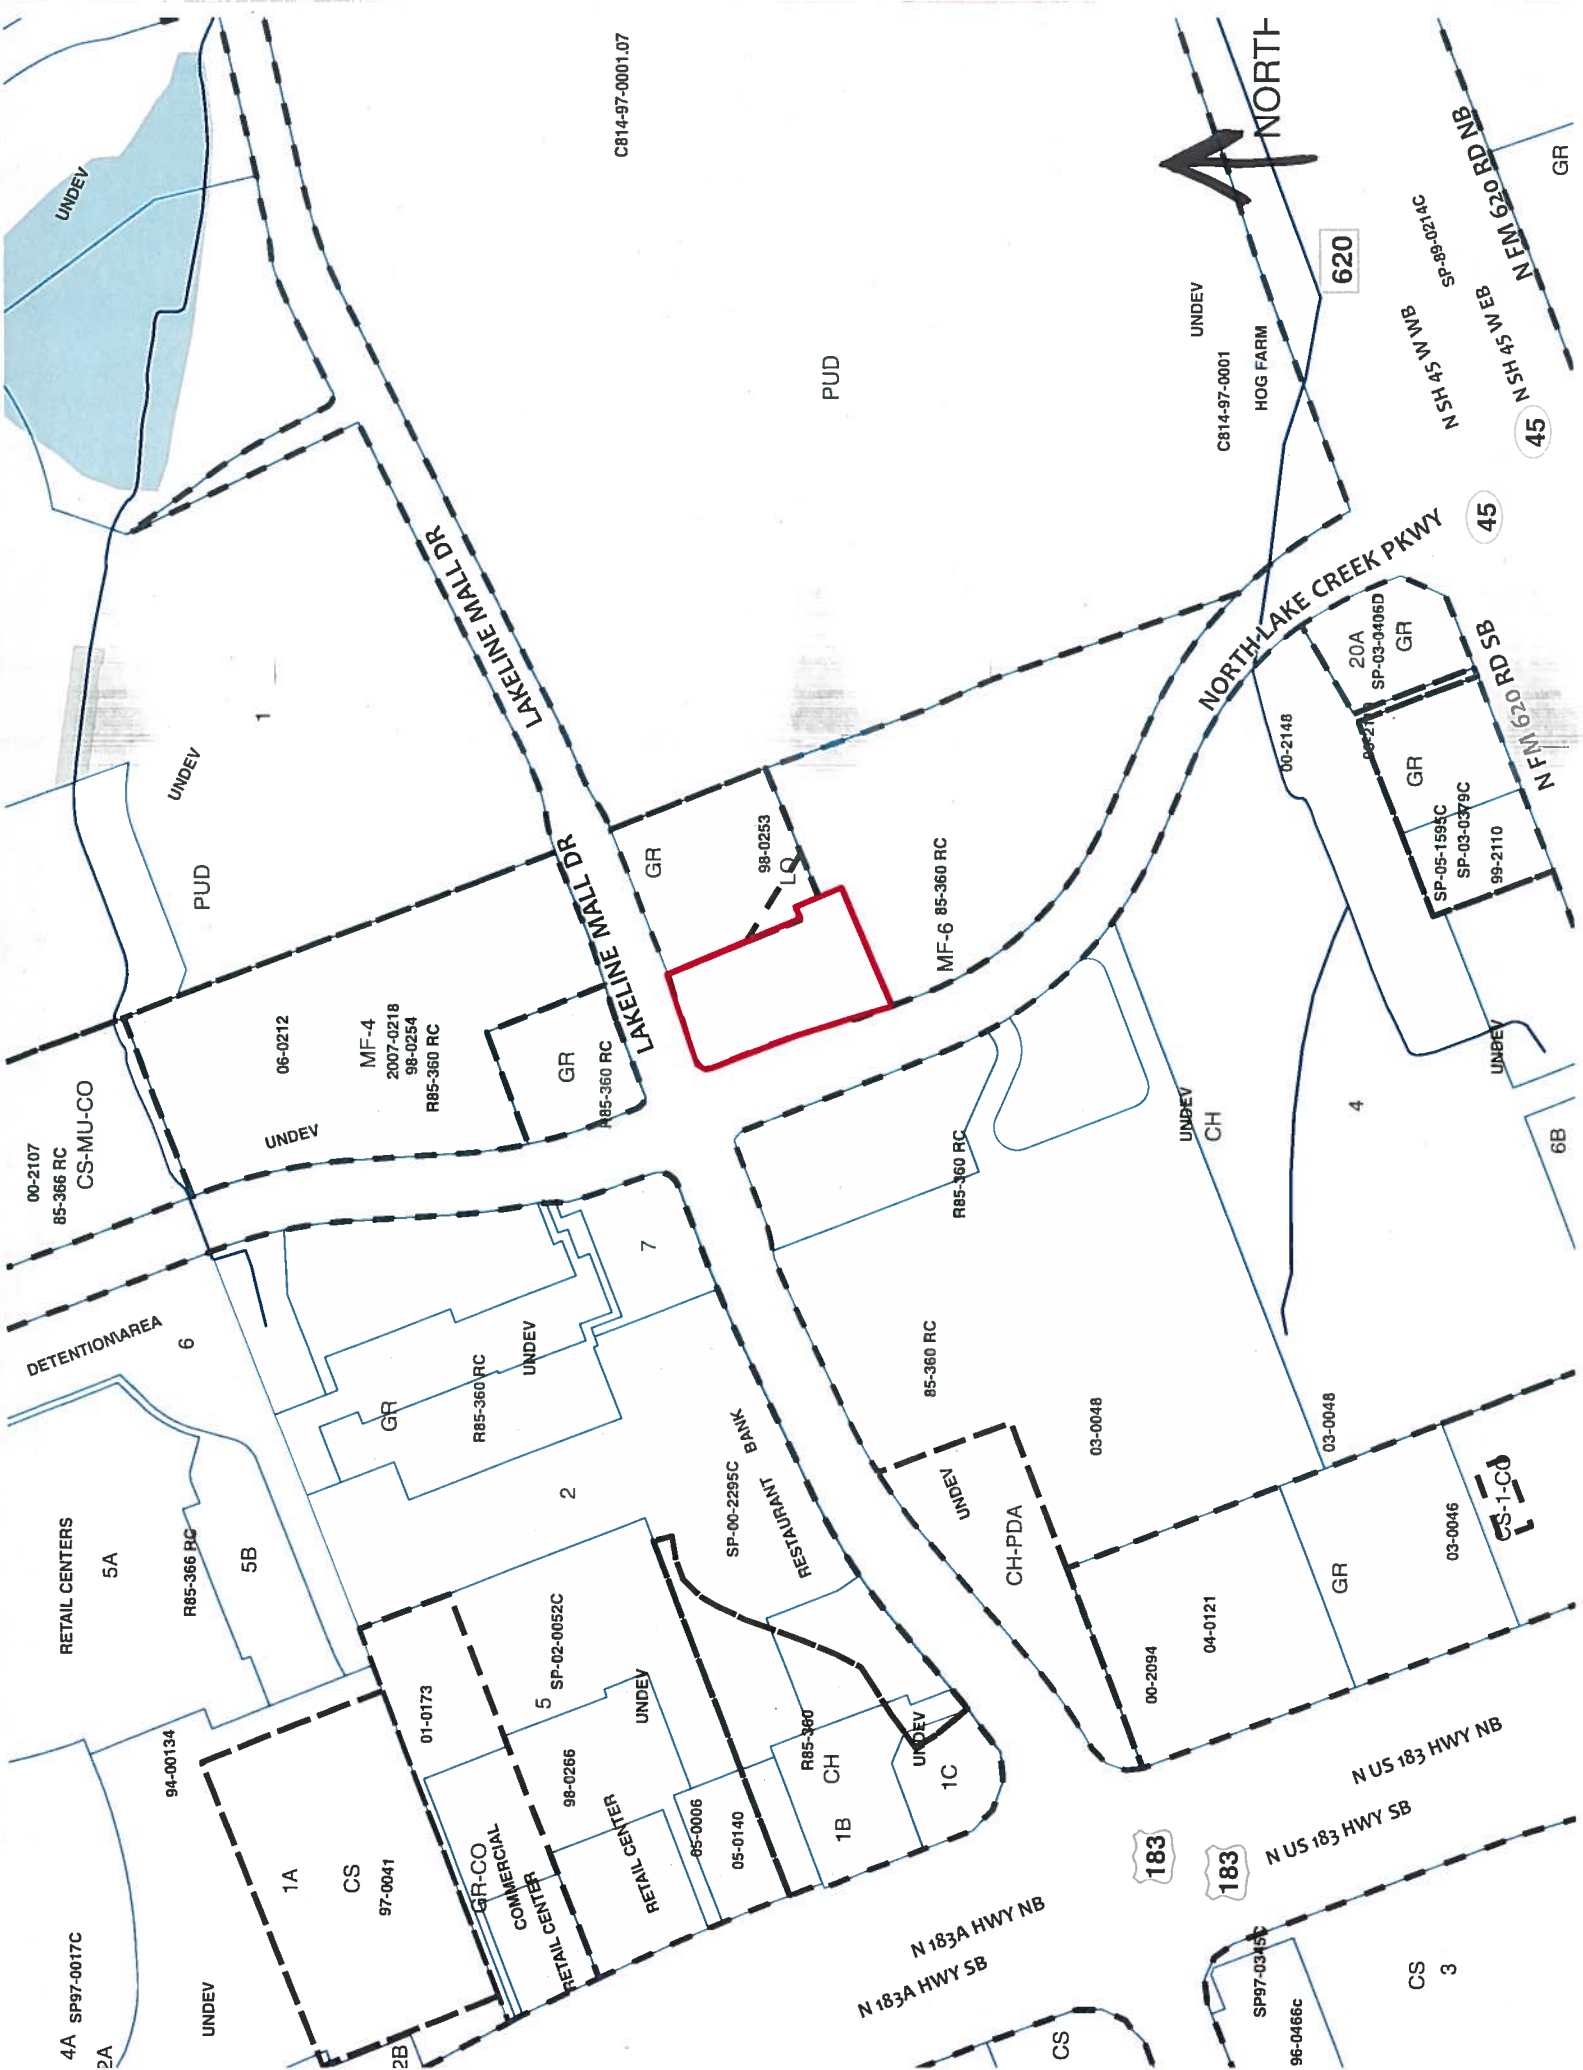 UNDEV
C814-97-0001.07
NORTH
N FM 620 RD NB
GR
SP-89-0214C
620
N SH 45 W WB
N SH 45 W EB
45
UNDEV
C814-97-0001
HOG FARM
PUD
45
NORTH LAKE CREEK PKWY
LAKELINE MALL DR
LAKELINE MALL DR
1
UNDEV
PUD
20A
SP-03-0406D
GR
N FM 620 RD SB
00-2148
GR
SP-05-1595C
SP-03-0379C
99-2110
GR
98-0253
LO
MF-6 85-360 RC
LAKELINE MALL DR
LAKELINE MALL DR
06-0212
MF-4
2007-0218
98-0254
R85-360 RC
UNDEV
GR
R85-360 RC
00-2107
85-366 RC
CS-MU-CO
UNDEV
4
UNDEV
CH
6B
R85-360 RC
7
DETENTION AREA
6
UNDEV
GR
R85-360 RC
85-360 RC
03-0048
03-0048
2
SP-00-2295C
BANK
RESTAURANT
UNDEV
CH-PDA
CS-1-CO
03-0046
GR
RETAIL CENTERS
5A
R85-366 RC
5B
04-0121
00-2094
5
SP-02-0052C
UNDEV
01-0173
94-00134
98-0266
R85-360
CH
UNDEV
1C
1B
85-0006
05-0140
RETAIL CENTER
GR-CO
COMMERCIAL
RETAIL CENTER
1A
CS
97-0041
183
183
N US 183 HWY NB
N US 183 HWY SB
N 183A HWY NB
N 183A HWY SB
4A SP97-0017C
2A
UNDEV
2B
CS
SP97-0345C
96-0466c
CS
3